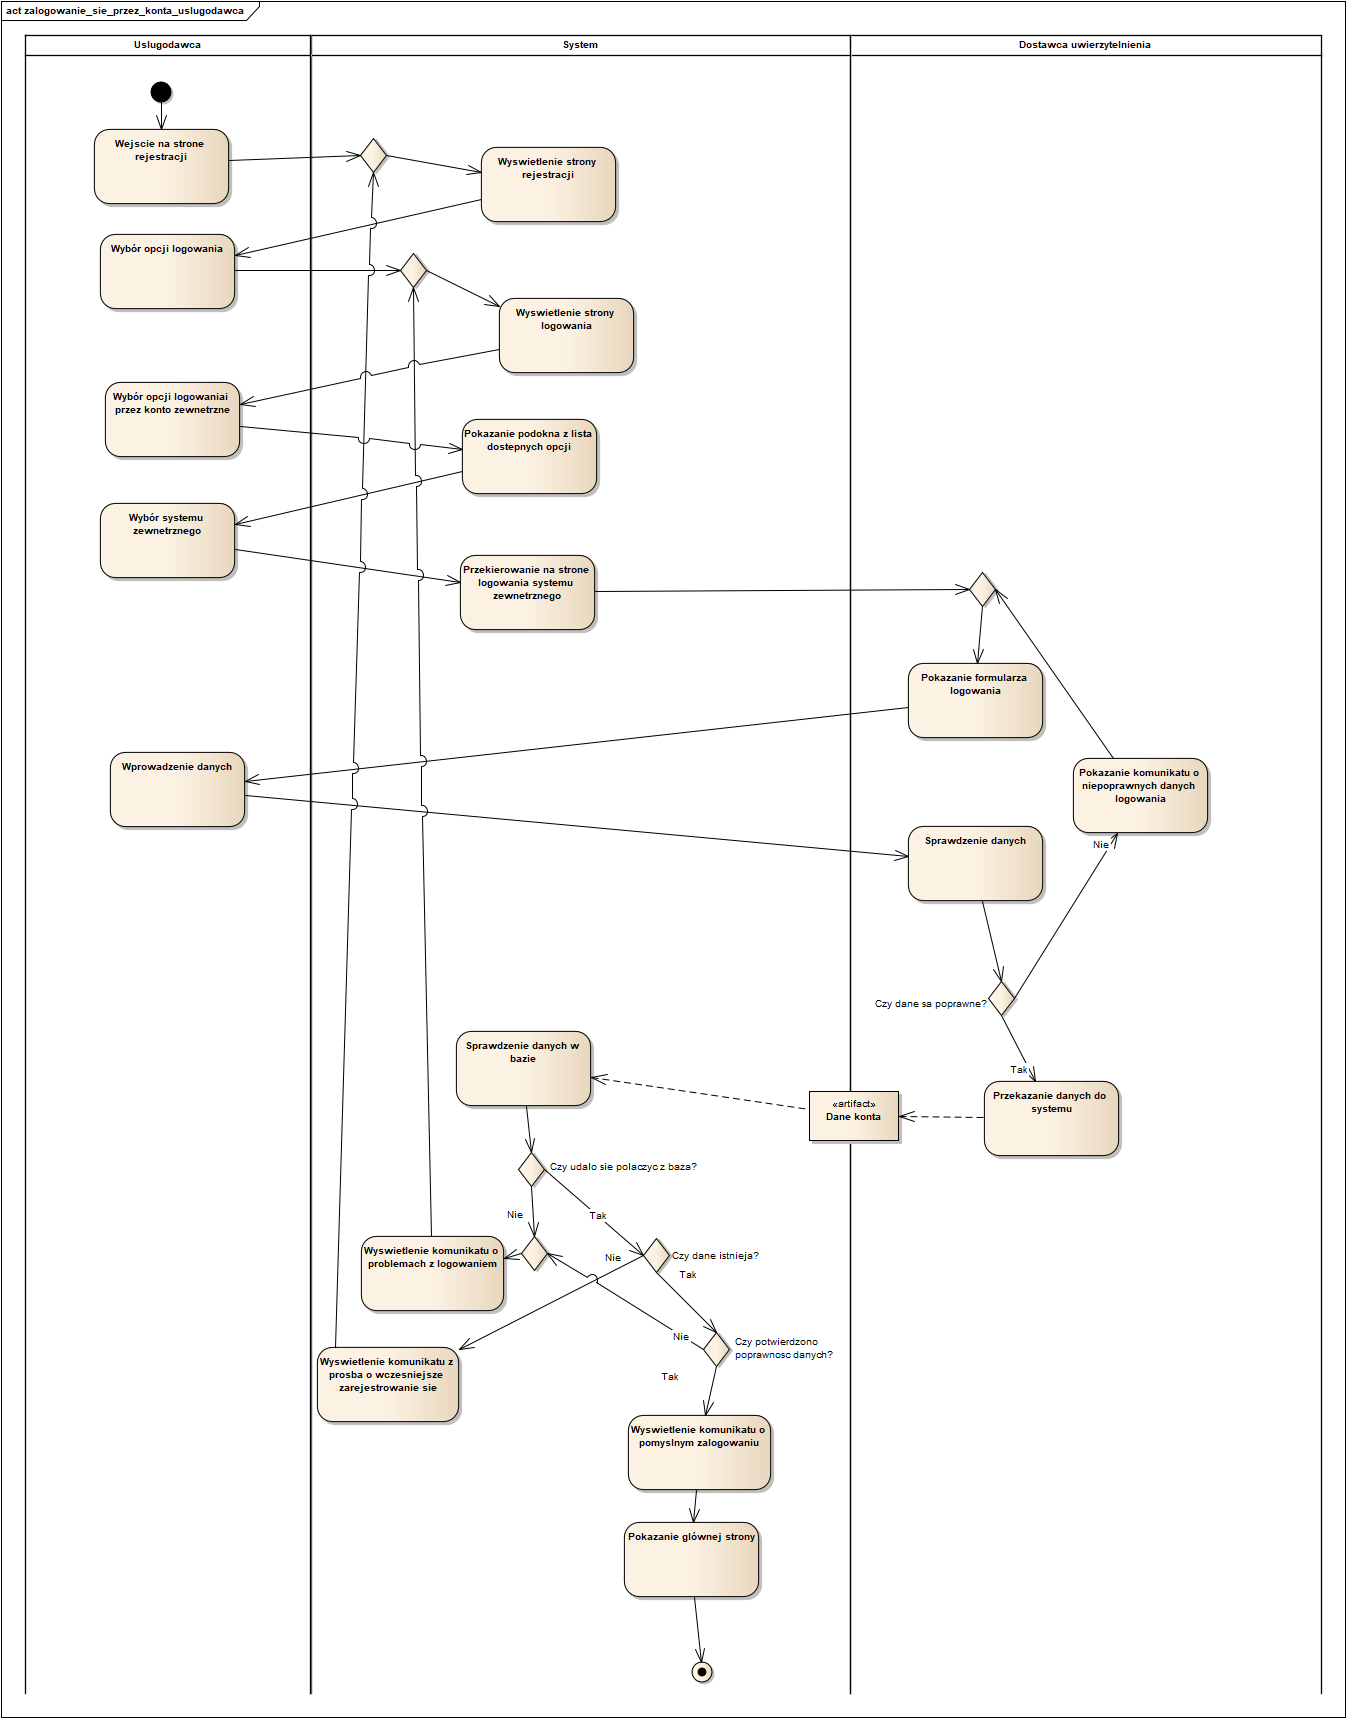 act zalogowanie_sie_przez_konta_uslugodawca
Uslugodawca
System
Dostawca uwierzytelnienia
Wejscie na strone
rejestracji
Wyswietlenie strony
rejestracji
Wybór opcji logowania
Wyswietlenie strony
logowania
Wybór opcji logowaniai
przez konto zewnetrzne
Pokazanie podokna z lista
dostepnych opcji
Wybór systemu
zewnetrznego
Przekierowanie na strone
logowania systemu
zewnetrznego
Pokazanie formularza
logowania
Wprowadzenie danych
Pokazanie komunikatu o
niepoprawnych danych
logowania
Sprawdzenie danych
Nie
Czy dane sa poprawne?
Tak
Sprawdzenie danych w
bazie
«artifact»
Dane konta
Przekazanie danych do
systemu
Czy udalo sie polaczyc z baza?
Nie
Tak
Wyswietlenie komunikatu o
problemach z logowaniem
Nie
Czy dane istnieja?
Tak
Nie
Czy potwierdzono
poprawnosc danych?
Wyswietlenie komunikatu z
prosba o wczesniejsze
zarejestrowanie sie
Tak
Wyswietlenie komunikatu o
pomyslnym zalogowaniu
Pokazanie glównej strony